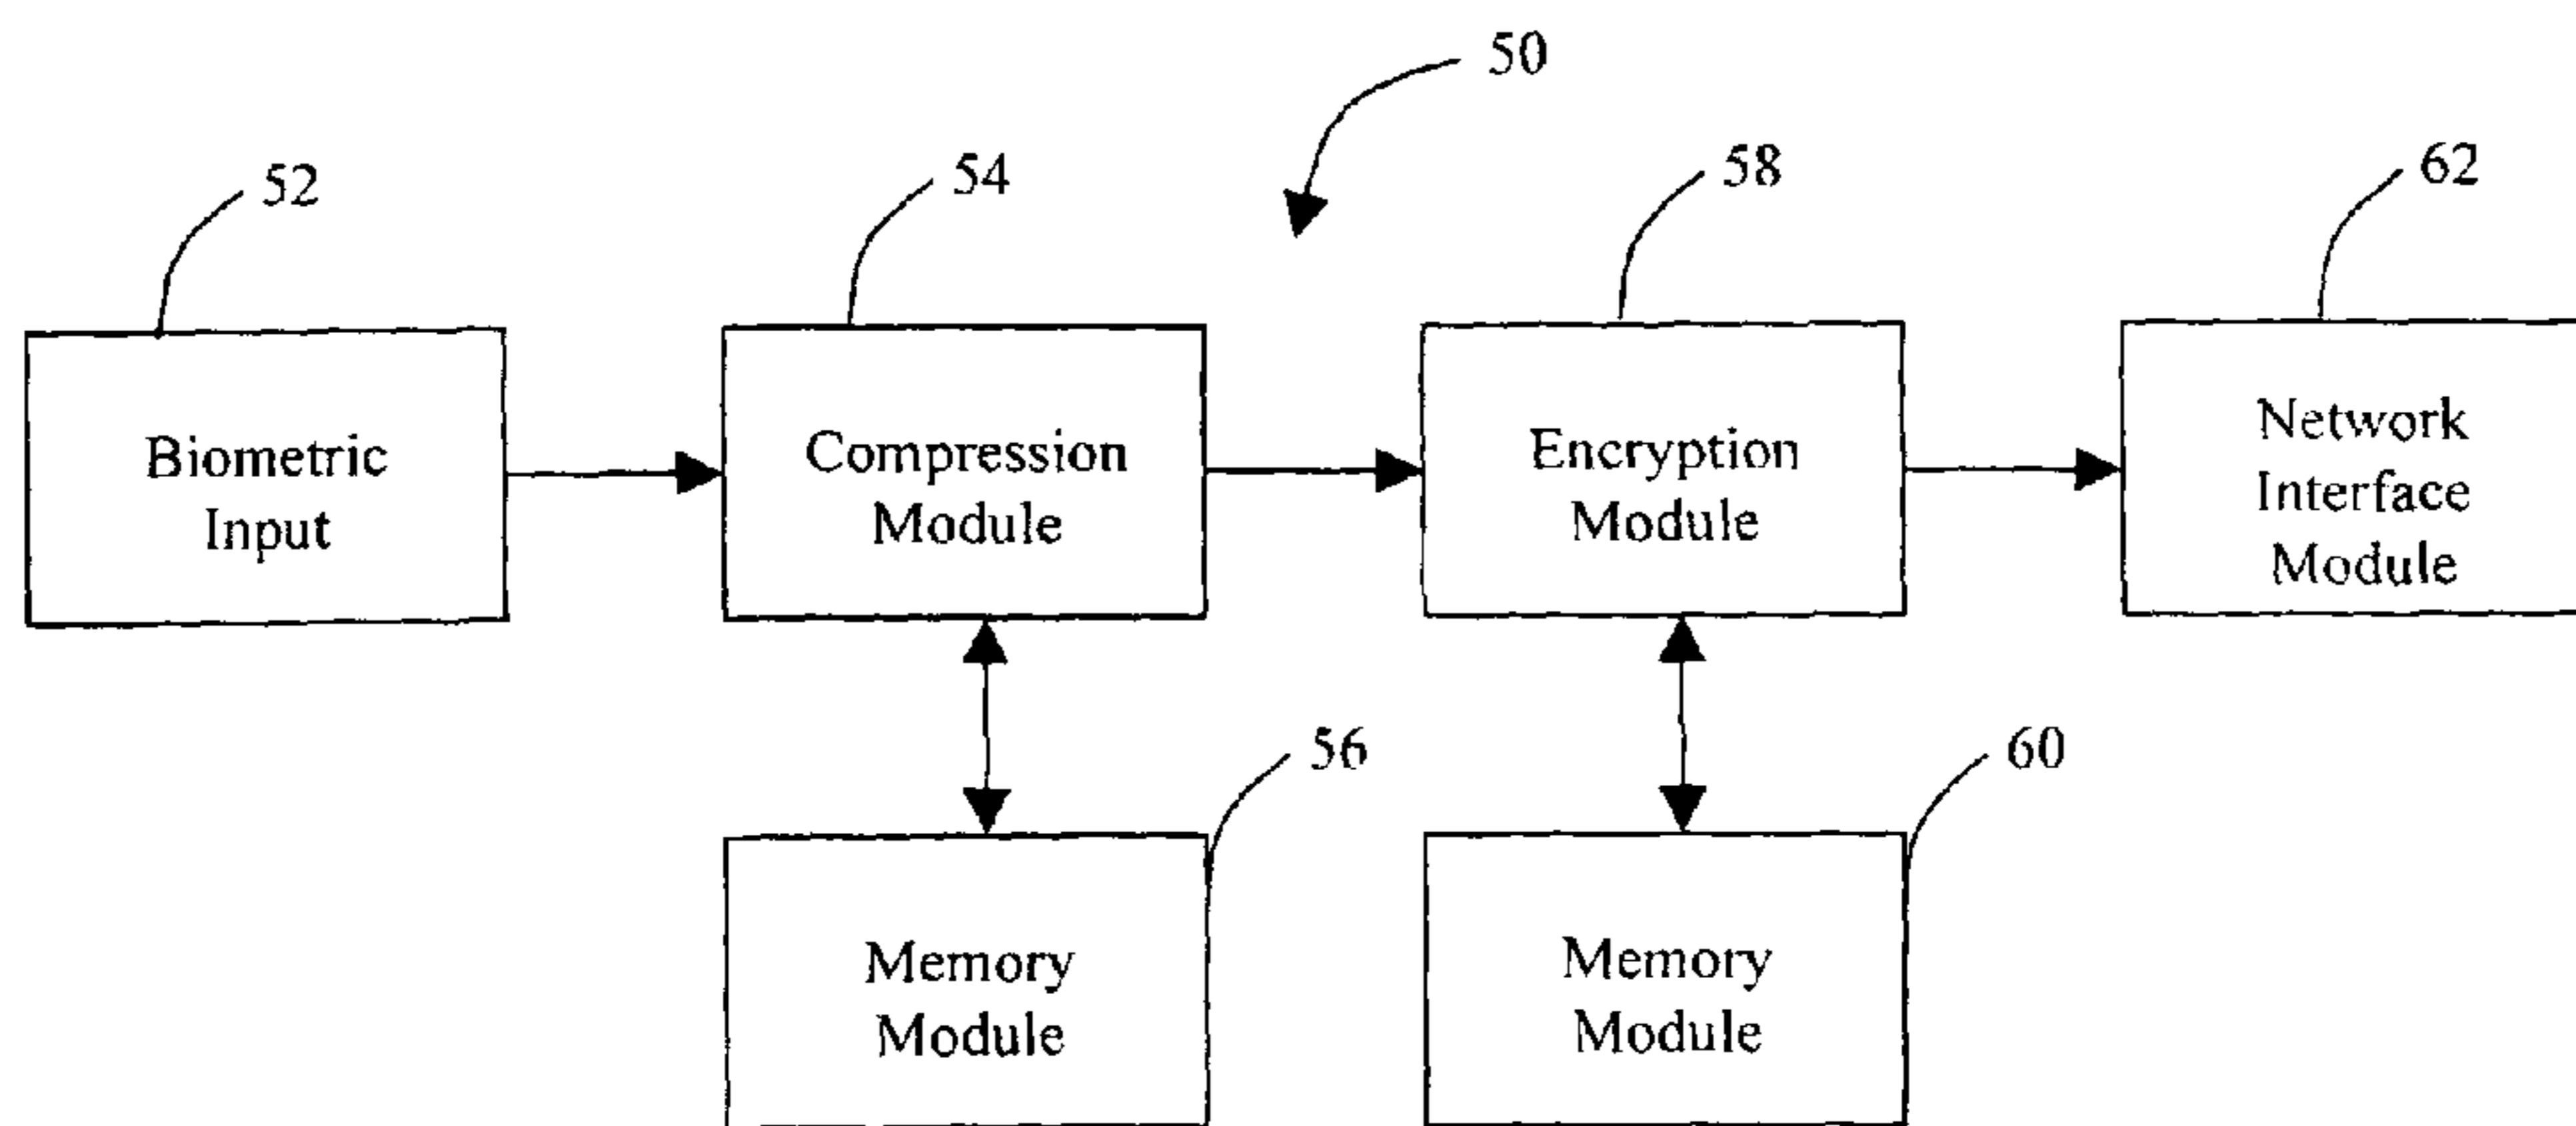 50
52
54
58
62
Biometric
Input
Compression
Module
Encryption
Module
Network
Interface
Module
56
60
Memory
Module
Memory
Module